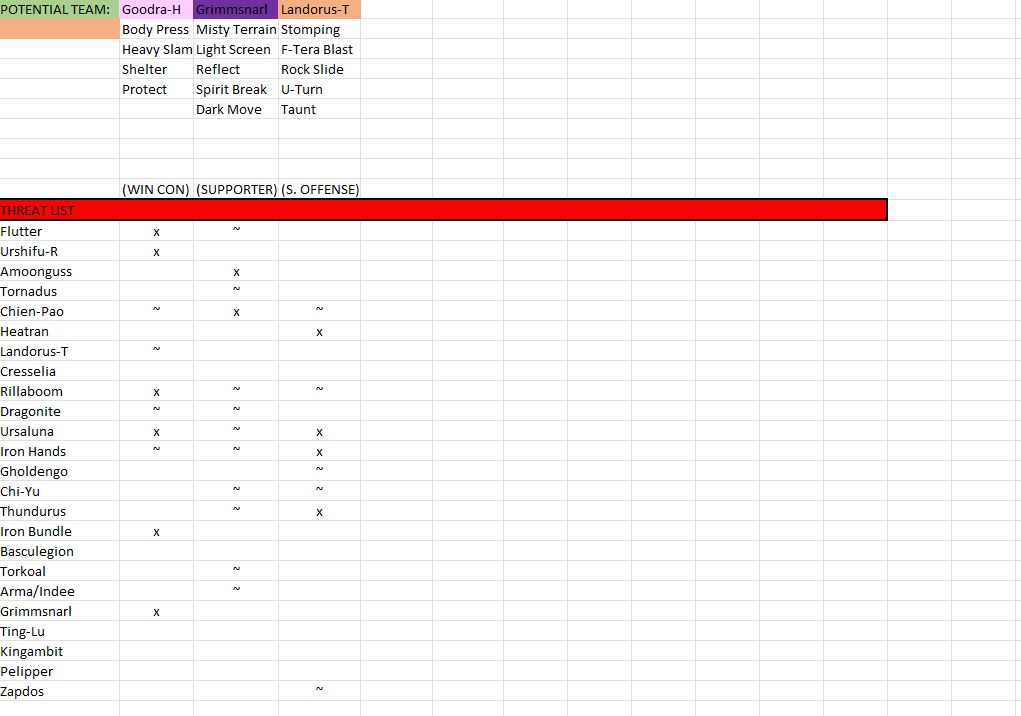 POTENTIAL TEAM: Goodra-H Grimmsnarl Landorus-T
Body Press Misty Terrain Stomping
Heavy Slam Light Screen F-Tera Blast
Shelter Reflect Rock Slide
Protect Spirit Break U-Turn
Dark Move Taunt
(WIN CON) (SUPPORTER) (S. OFFENSE)
THREAT LIST
Flutter x ~
Urshifu-R x
Amoonguss x
Tornadus ~
Chien-Pao ~ x ~
Heatran x
Landorus-T ~
Cresselia
Rillaboom x ~ ~
Dragonite ~ ~
Ursaluna x ~ x
Iron Hands ~ ~ x
Gholdengo ~
Chi-Yu ~ ~
Thundurus ~ x
Iron Bundle x
Basculegion
Torkoal ~
Arma/Indee ~
Grimmsnarl x
Ting-Lu
Kingambit
Pelipper
Zapdos ~